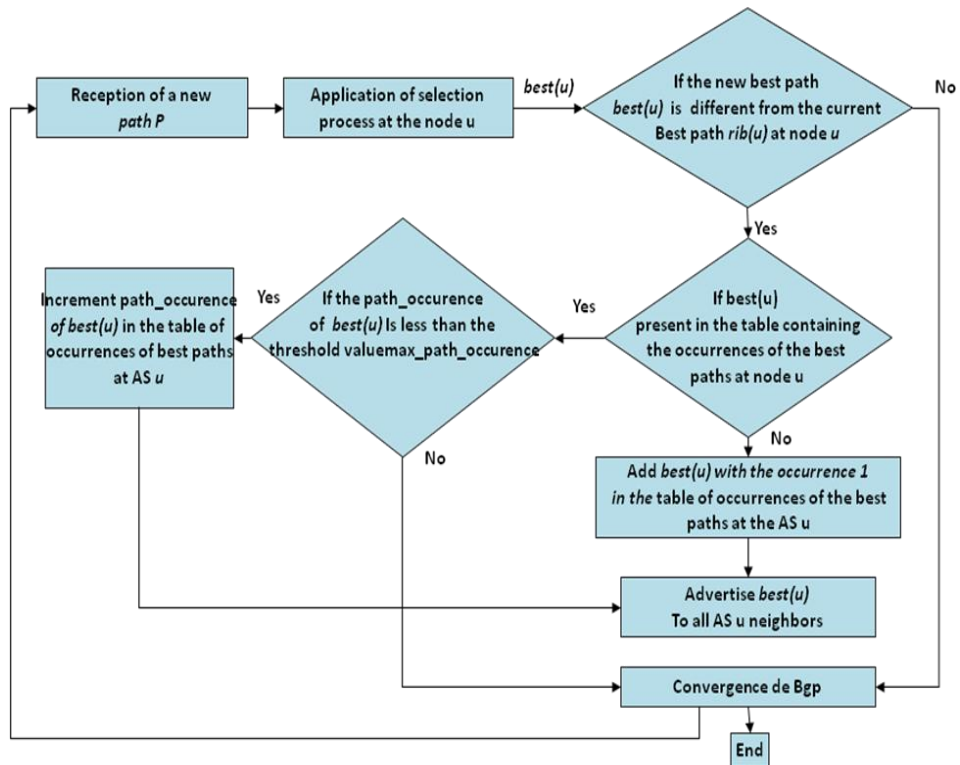 Reception of a new
path P
Application of selection
process at the node u
best(u)
If the new best path
best(u) is different from the current
Best path rib(u) at node u
No
Yes
Increment path_occurence
of best(u) in the table of
occurrences of best paths
at AS u
Yes
If the path_occurence
of best(u) Is less than the
threshold valuemax_path_occurence
Yes
If best(u)
present in the table containing
the occurrences of the best
paths at node u
No
No
Add best(u) with the occurrence 1
in the table of occurrences of the best
paths at the AS u
Advertise best(u)
To all AS u neighbors
Convergence de Bgp
End